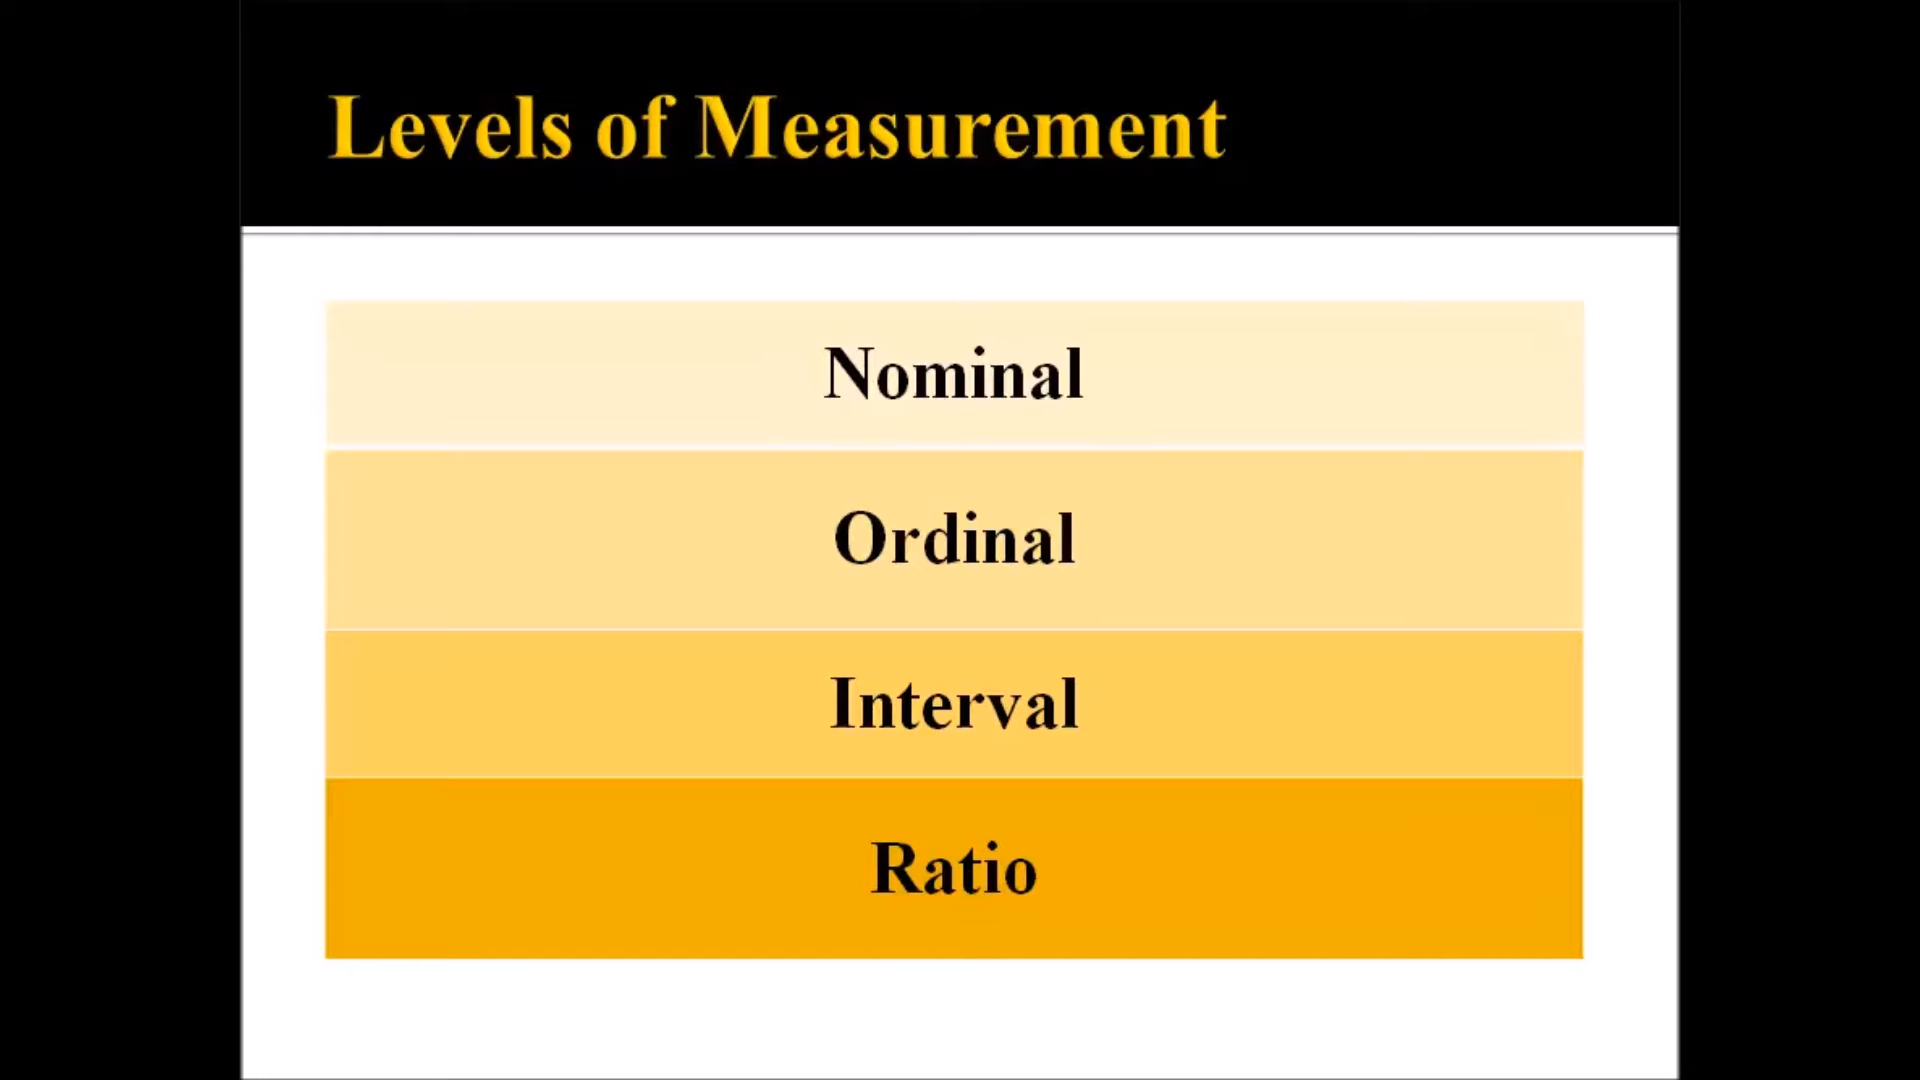 Levels of Measurement
Nominal
Ordinal
Interval
Ratio